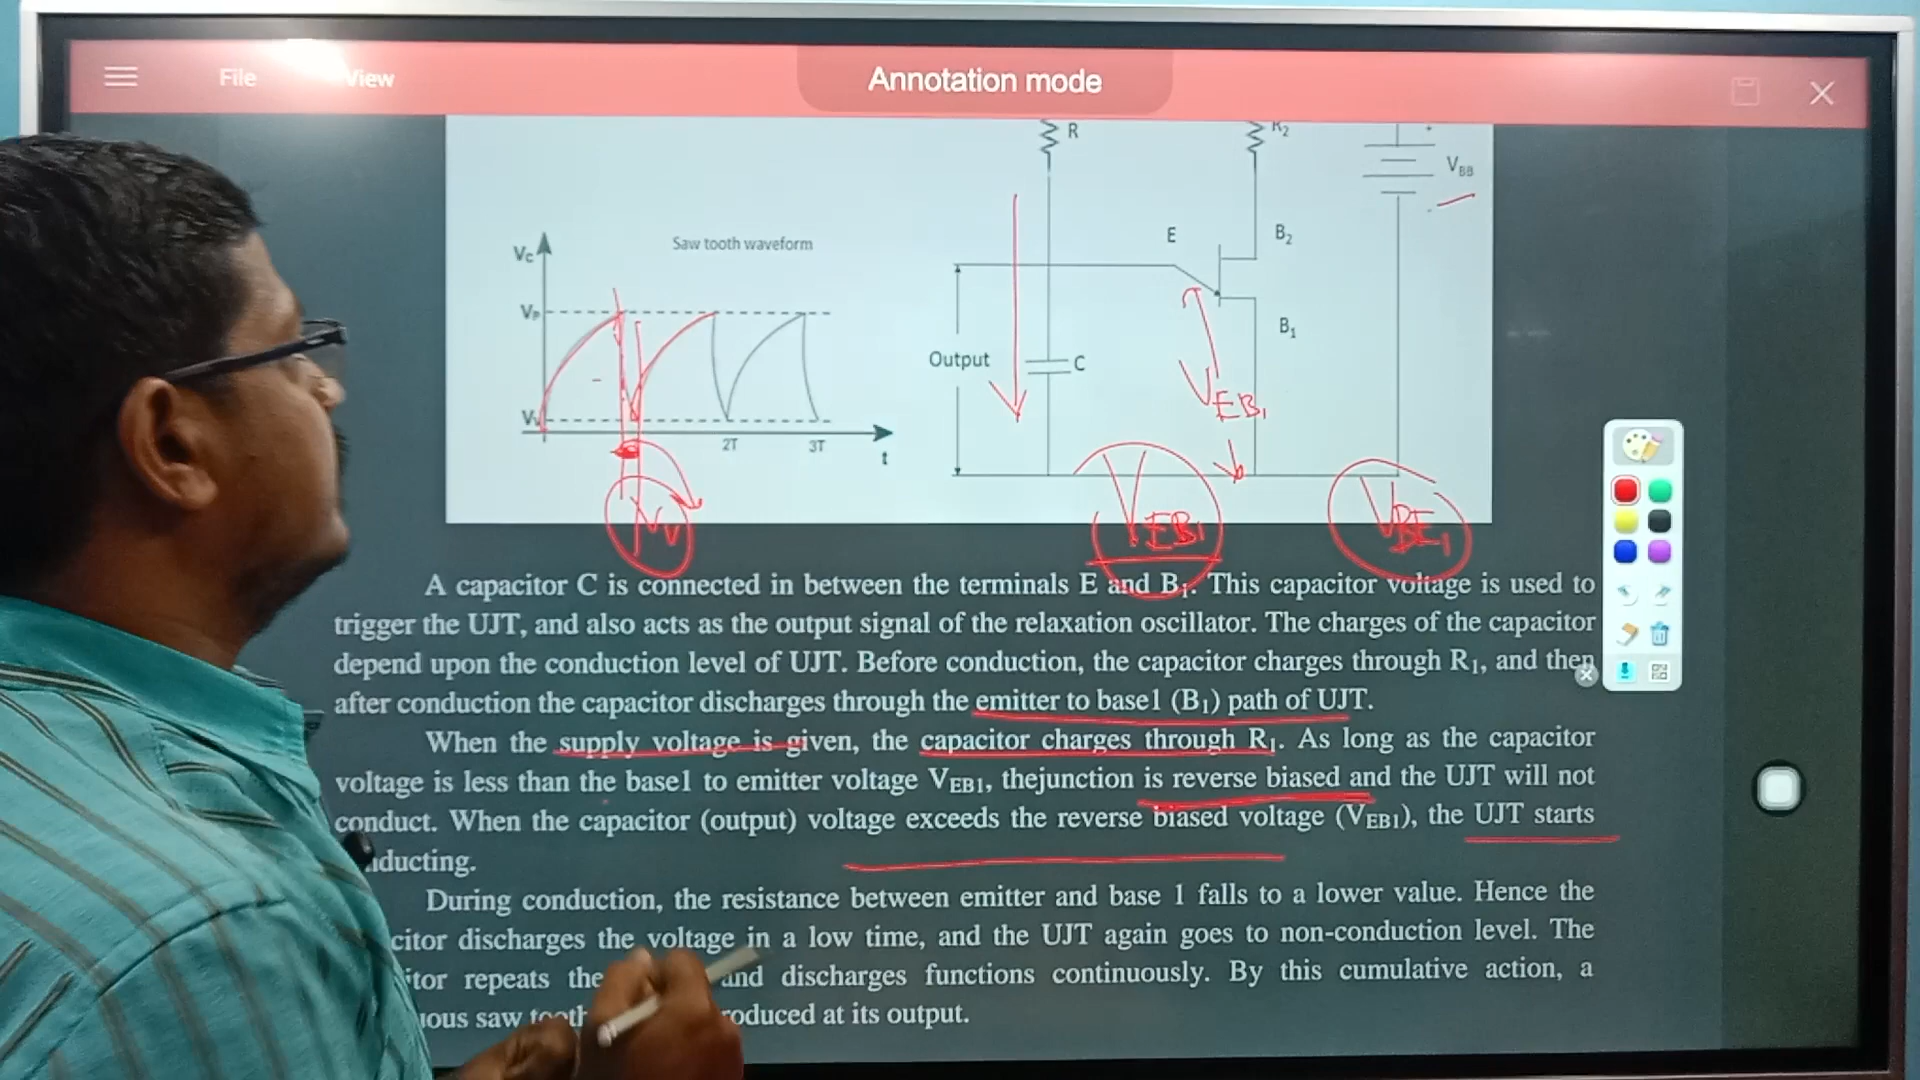 File View Annotation mode
R R2
VBB
Saw tooth waveform
Vc
E B2
VP
B1
Output C
VEB1
2T 3T t
VV VEB1 VBE1
A capacitor C is connected in between the terminals E and B1. This capacitor voltage is used to
trigger the UJT, and also acts as the output signal of the relaxation oscillator. The charges of the capacitor
depend upon the conduction level of UJT. Before conduction, the capacitor charges through R1, and then
after conduction the capacitor discharges through the emitter to base1 (B1) path of UJT.
When the supply voltage is given, the capacitor charges through R1. As long as the capacitor
voltage is less than the base1 to emitter voltage VEB1, thejunction is reverse biased and the UJT will not
conduct. When the capacitor (output) voltage exceeds the reverse biased voltage (VEB1), the UJT starts
ducting.
During conduction, the resistance between emitter and base 1 falls to a lower value. Hence the
citor discharges the voltage in a low time, and the UJT again goes to non-conduction level. The
itor repeats the and discharges functions continuously. By this cumulative action, a
uous saw tooth oduced at its output.